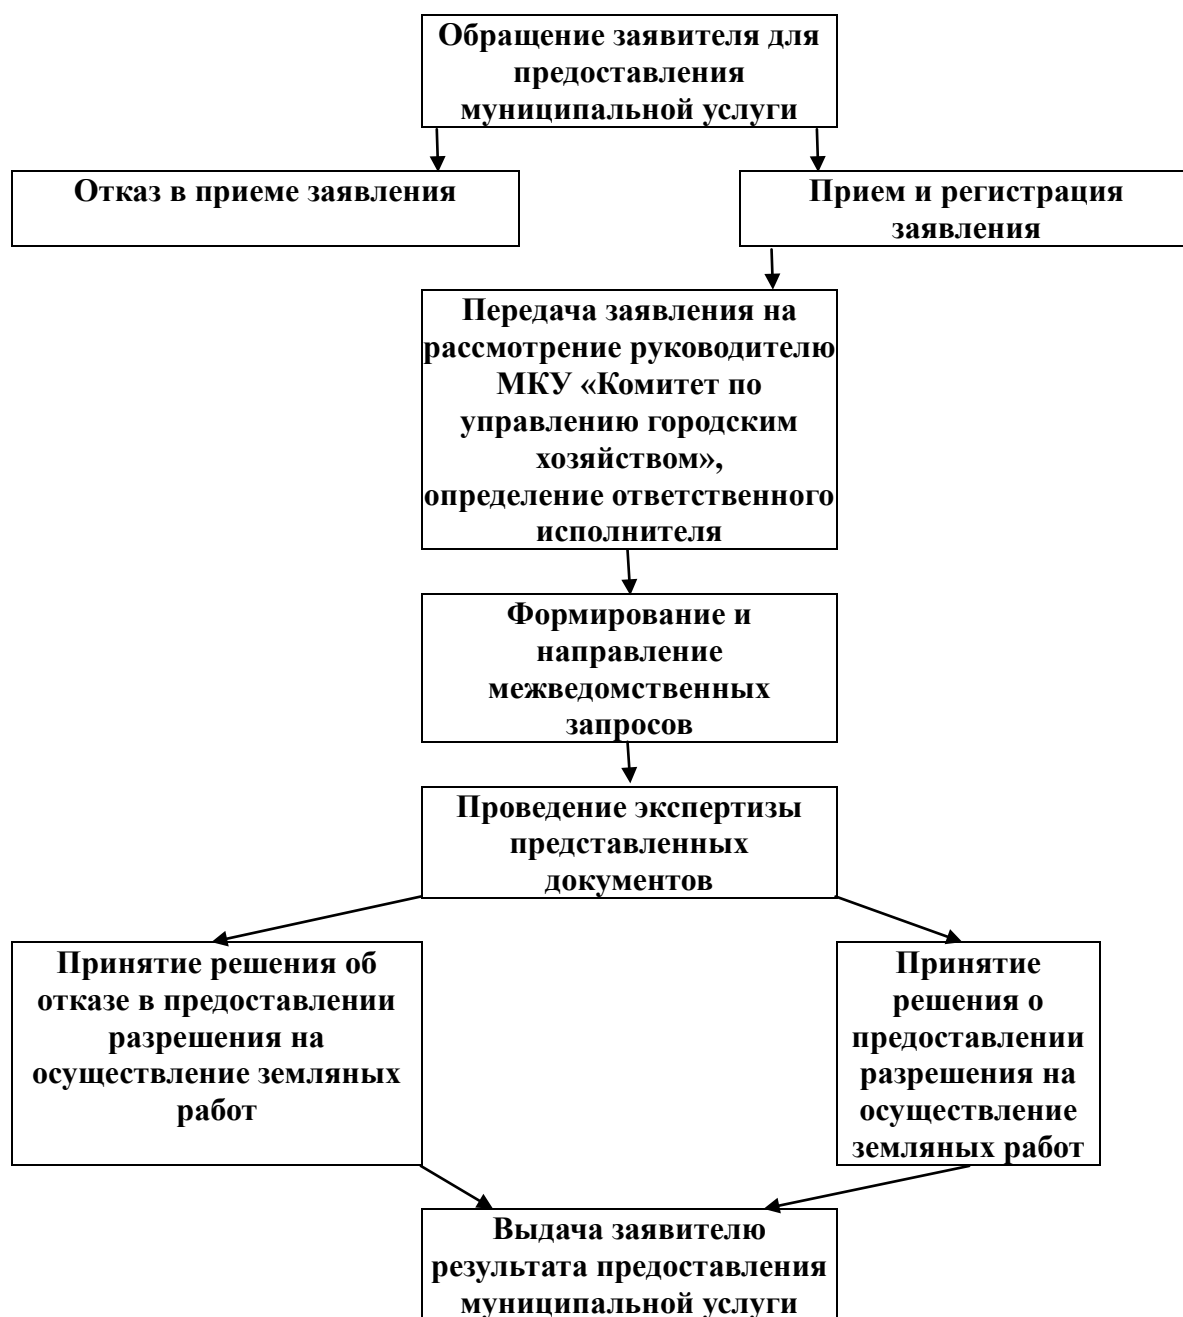 Обращение заявителя для
предоставления
муниципальной услуги
Отказ в приеме заявления
Прием и регистрация
заявления
Передача заявления на
рассмотрение руководителю
МКУ «Комитет по
управлению городским
хозяйством»,
определение ответственного
исполнителя
Формирование и
направление
межведомственных
запросов
Проведение экспертизы
представленных
документов
Принятие решения об
отказе в предоставлении
разрешения на
осуществление земляных
работ
Принятие
решения о
предоставлении
разрешения на
осуществление
земляных работ
Выдача заявителю
результата предоставления
муниципальной услуги